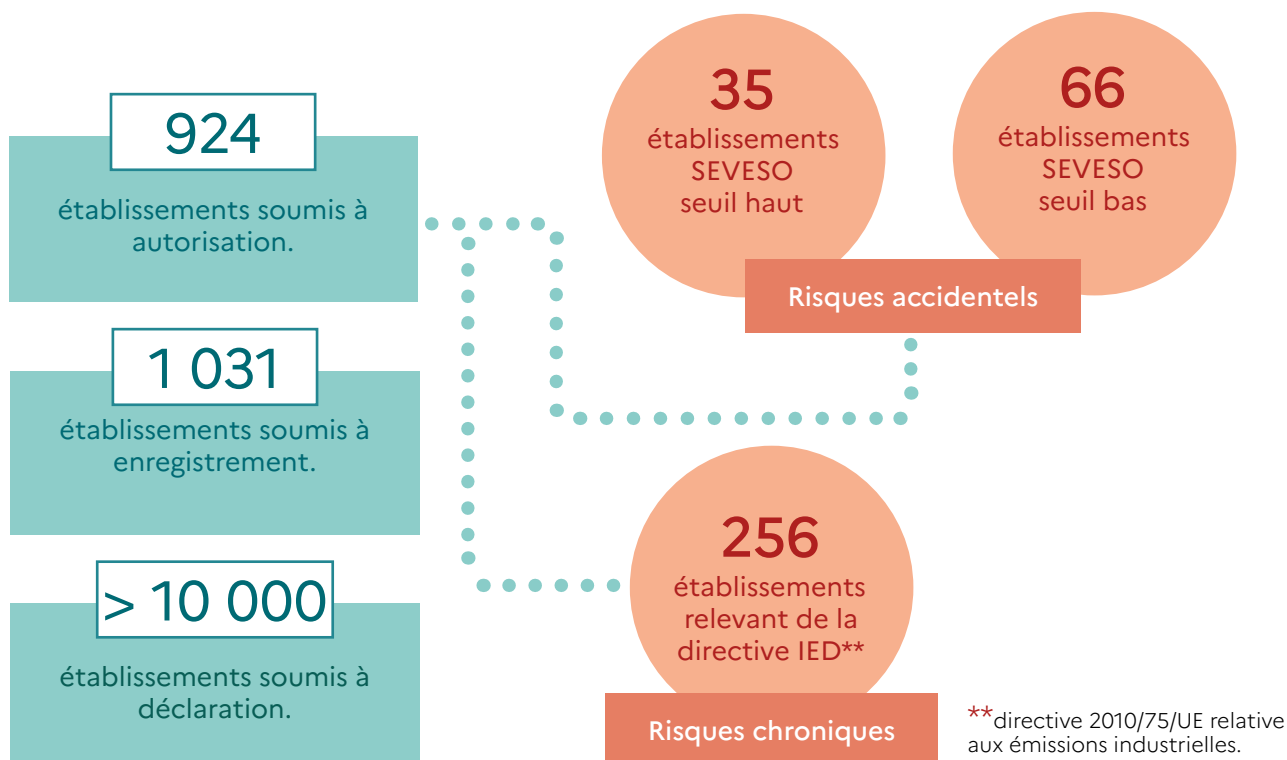 924
établissements soumis à
autorisation.
1 031
établissements soumis à
enregistrement.
> 10 000
établissements soumis à
déclaration.
35
établissements
SEVESO
seuil haut
66
établissements
SEVESO
seuil bas
Risques accidentels
256
établissements
relevant de la
directive IED**
Risques chroniques
**directive 2010/75/UE relative
aux émissions industrielles.